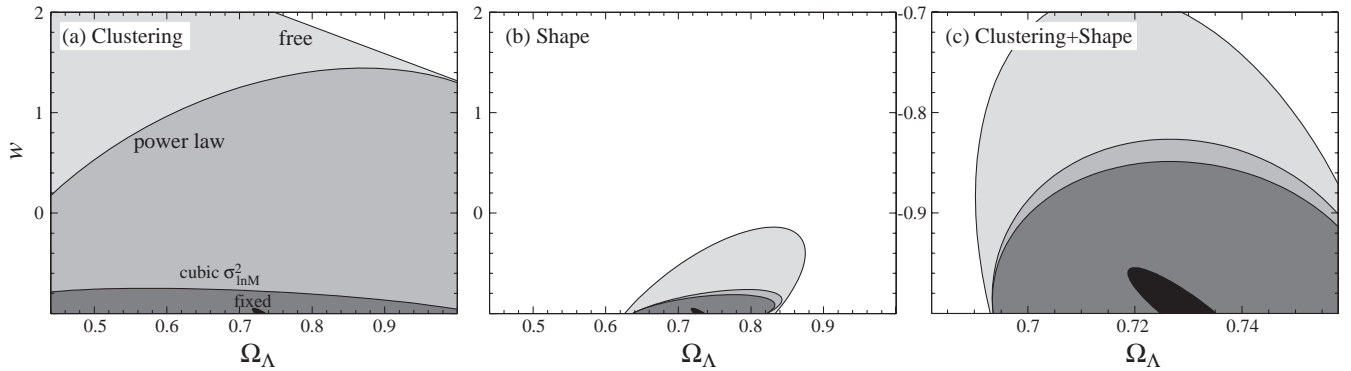 (a) Clustering
free
power law
cubic σ²lnM
fixed
w
2
1
0
0.5 0.6 0.7 0.8 0.9
ΩΛ
(b) Shape
2
1
0
0.5 0.6 0.7 0.8 0.9
ΩΛ
(c) Clustering+Shape
-0.7
-0.8
-0.9
0.7 0.72 0.74
ΩΛ